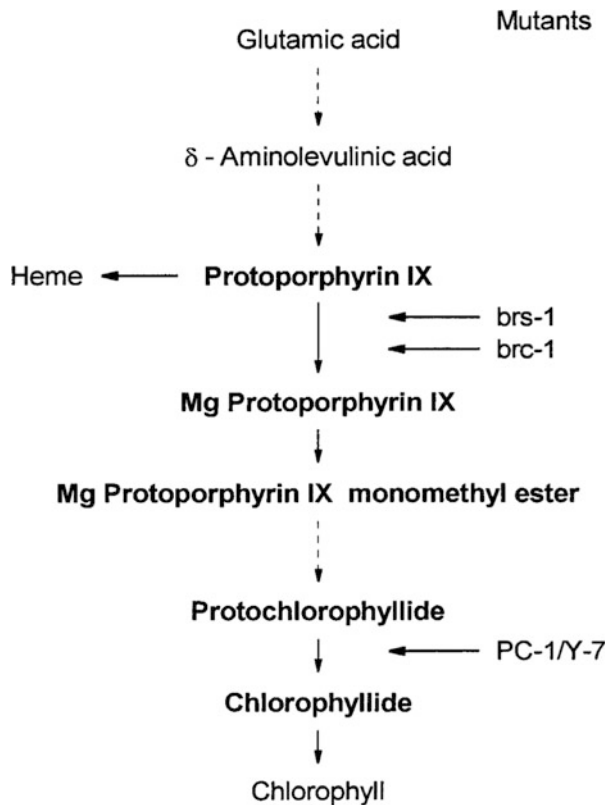 Mutants
Glutamic acid
δ - Aminolevulinic acid
Heme Protoporphyrin IX
brs-1
brc-1
Mg Protoporphyrin IX
Mg Protoporphyrin IX monomethyl ester
Protochlorophyllide
PC-1/Y-7
Chlorophyllide
Chlorophyll